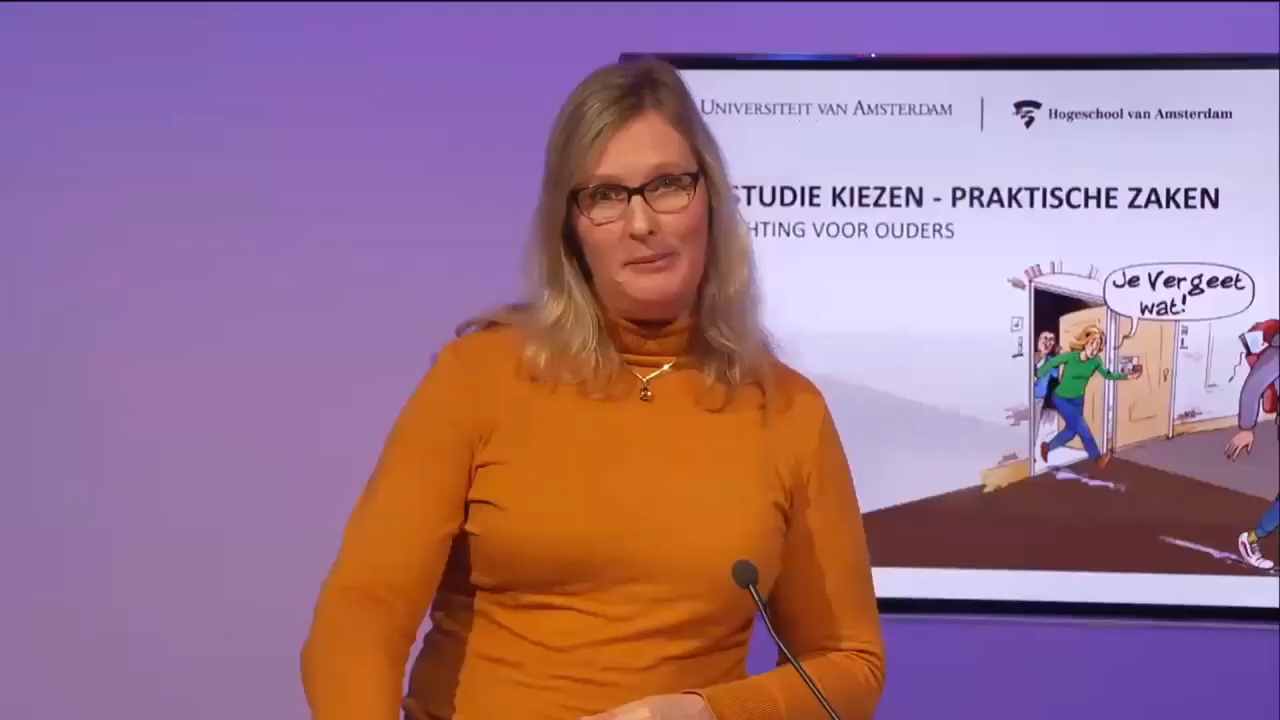 UNIVERSITEIT VAN AMSTERDAM
Hogeschool van Amsterdam
STUDIE KIEZEN - PRAKTISCHE ZAKEN
HTING VOOR OUDERS
Je Vergeet
wat!